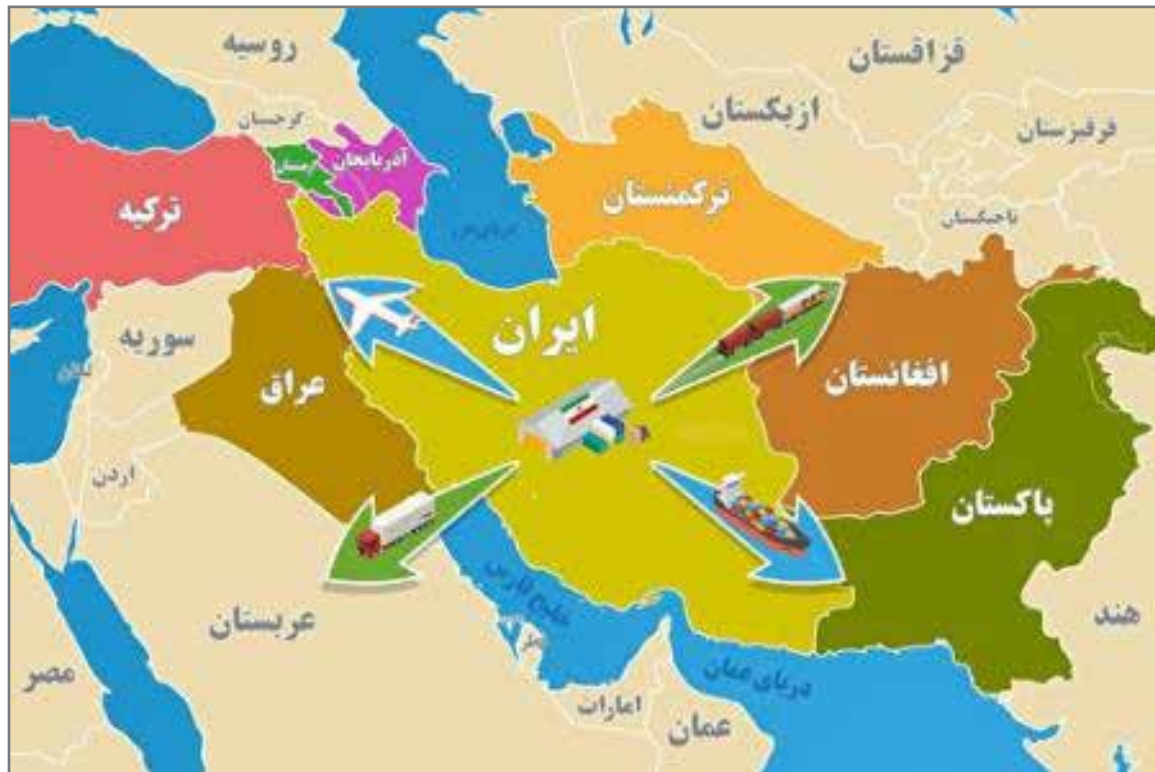 روسیه
قزاقستان
ازبکستان
گرجستان
قرقیزستان
آذربایجان
ترکمنستان
ترکیه
تاجیکستان
ایران
سوریه
افغانستان
عراق
اردن
پاکستان
خلیج فارس
عربستان
هند
قطر
دریای عمان
مصر
امارات
عمان